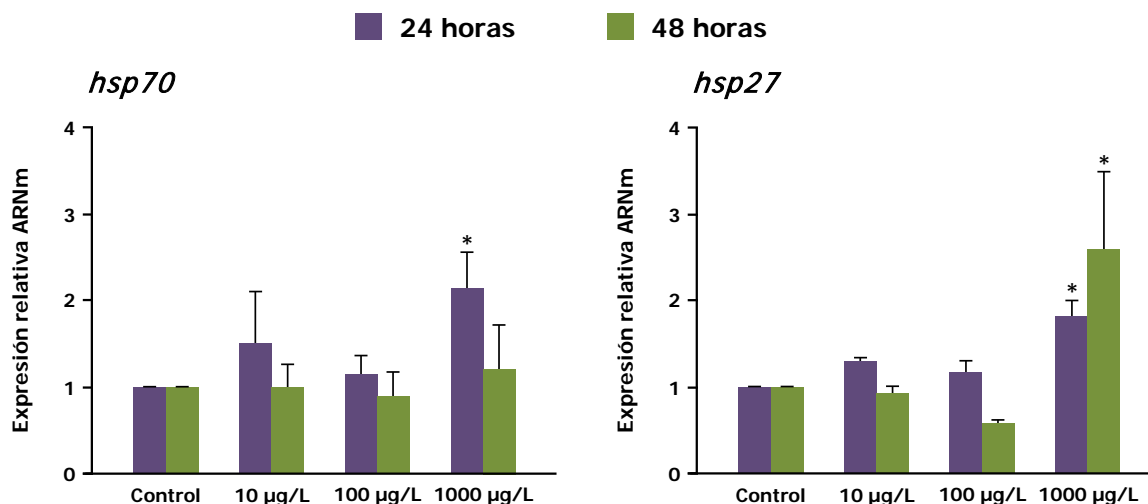 24 horas
48 horas
hsp70
Expresión relativa ARNm
4
3
2
1
0
*
Control
10 µg/L
100 µg/L
1000 µg/L
hsp27
Expresión relativa ARNm
4
3
2
1
0
*
*
Control
10 µg/L
100 µg/L
1000 µg/L